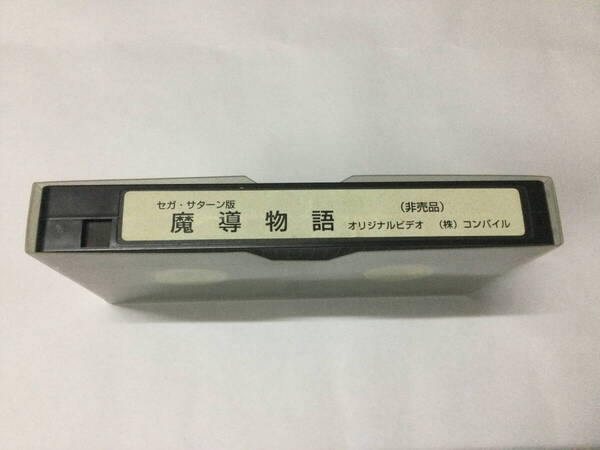 セガ・サターン版
(非売品)
魔導物語 オリジナルビデオ (株) コンパイル